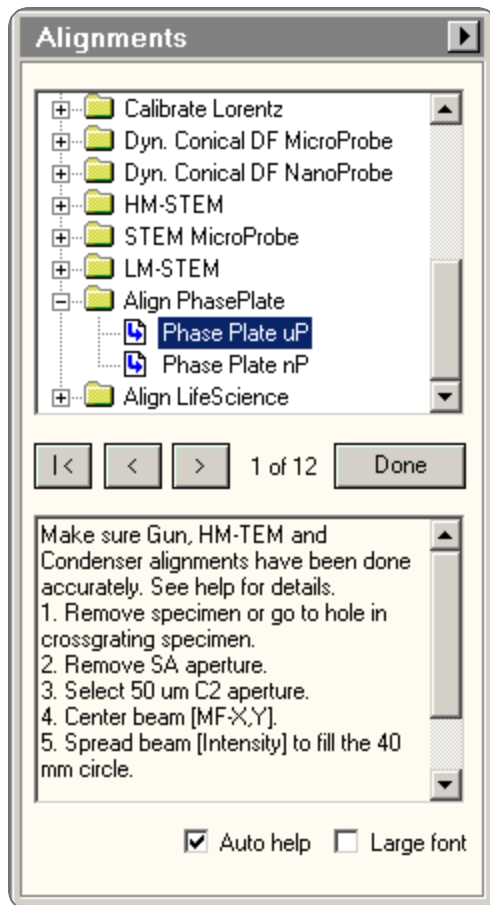 Alignments
Calibrate Lorentz
Dyn. Conical DF MicroProbe
Dyn. Conical DF NanoProbe
HM-STEM
STEM MicroProbe
LM-STEM
Align PhasePlate
Phase Plate uP
Phase Plate nP
Align LifeScience
|< < > 1 of 12 Done
Make sure Gun, HM-TEM and
Condenser alignments have been done
accurately. See help for details.
1. Remove specimen or go to hole in
crossgrating specimen.
2. Remove SA aperture.
3. Select 50 um C2 aperture.
4. Center beam [MF-X,Y].
5. Spread beam [Intensity] to fill the 40
mm circle.
Auto help Large font